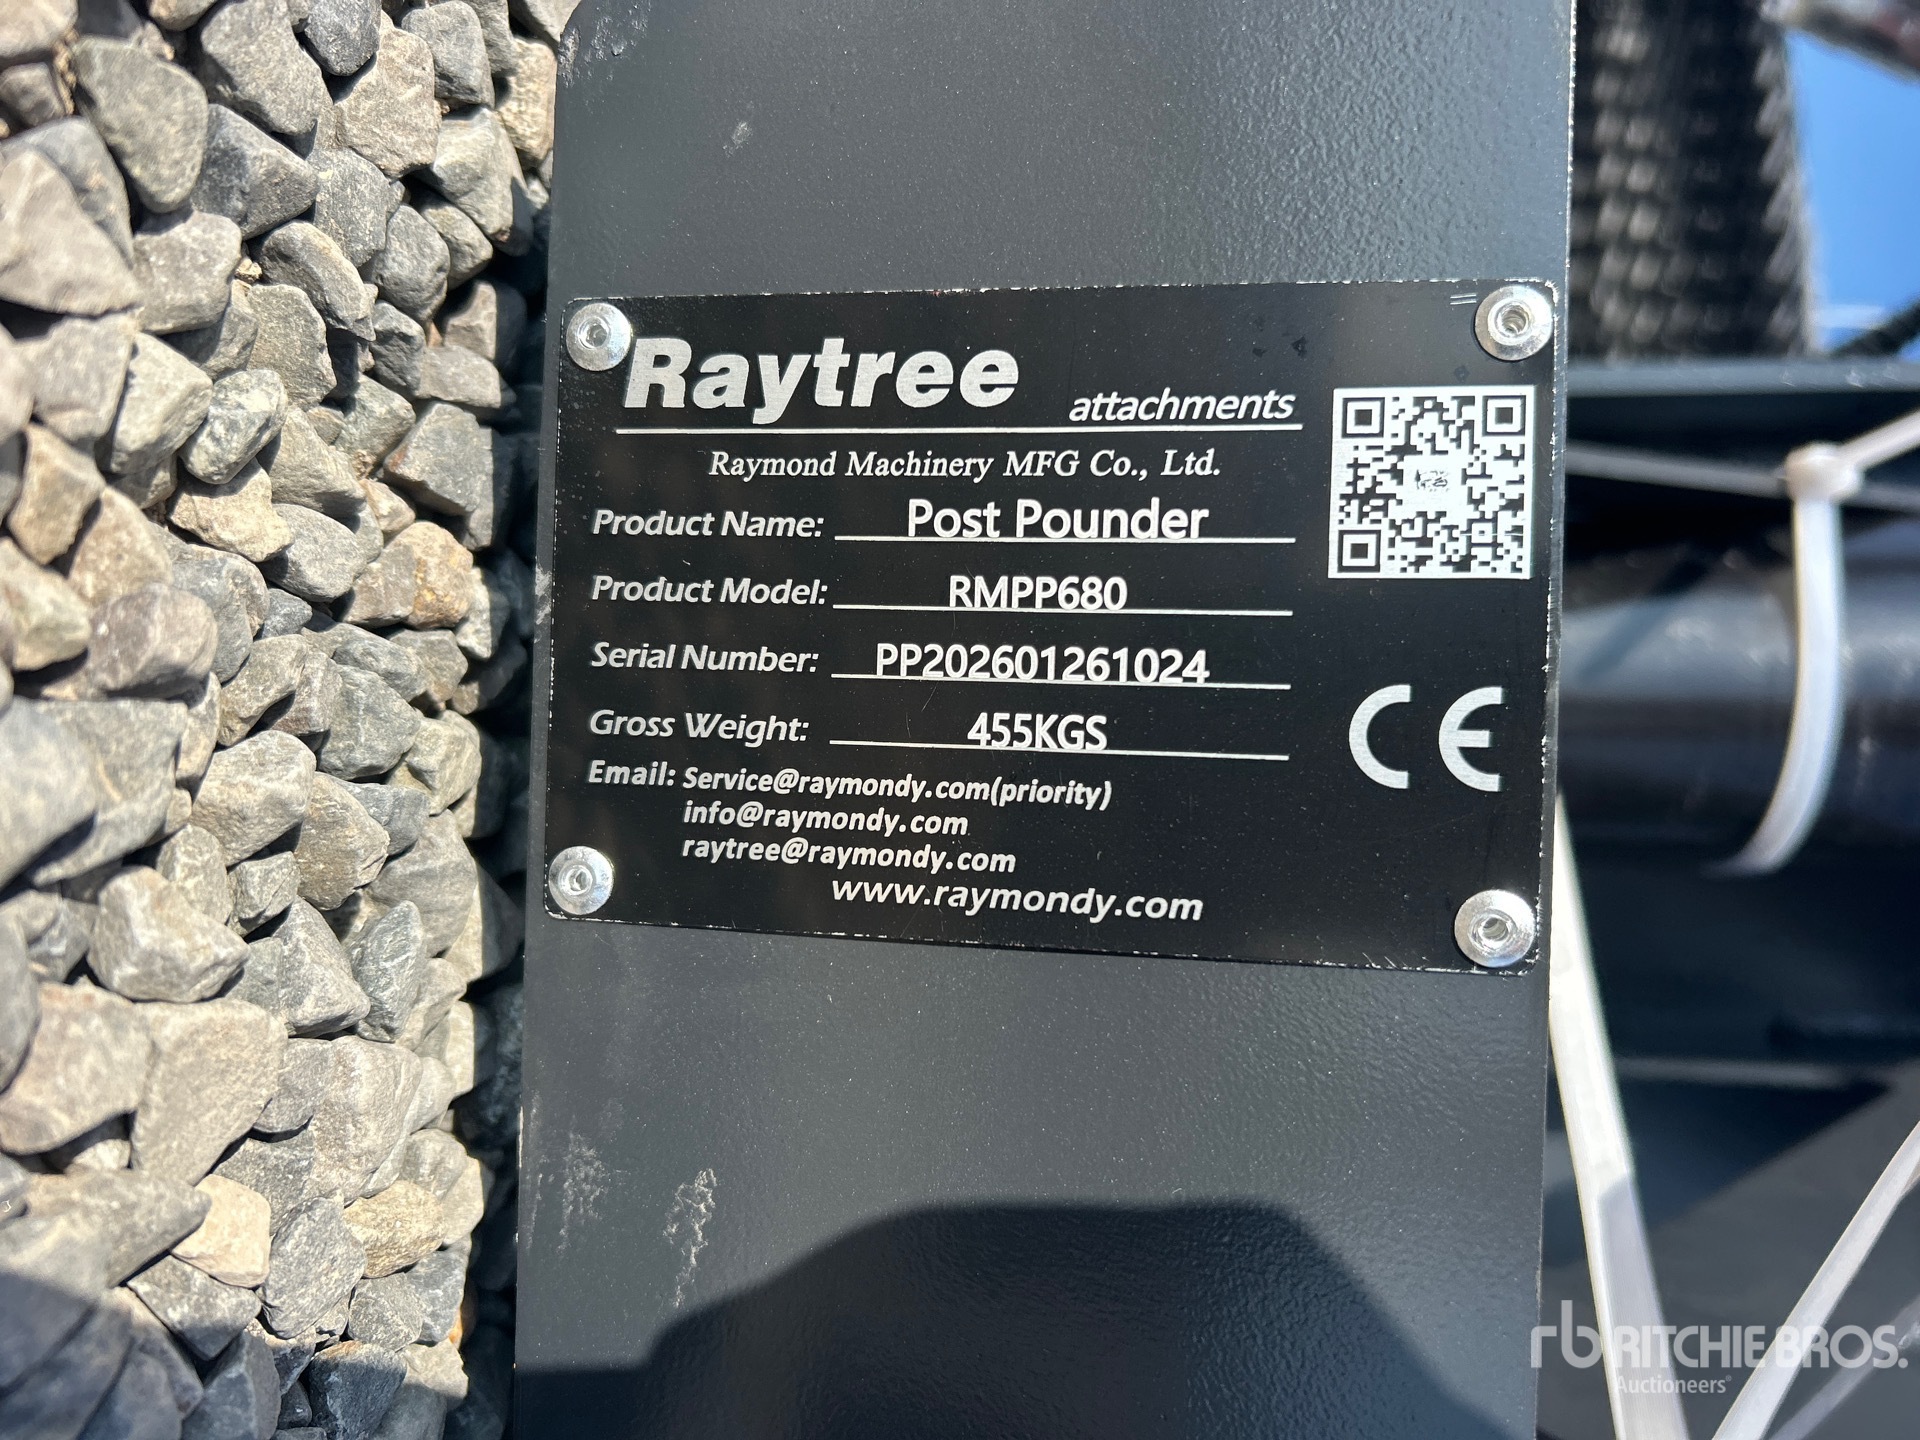 Raytree
attachments
Raymond Machinery MFG Co., Ltd.
Product Name: Post Pounder
Product Model: RMPP680
Serial Number: PP202601261024
Gross Weight: 455KGS
Email: Service@raymondy.com(priority)
info@raymondy.com
raytree@raymondy.com
www.raymondy.com
CE
rb RITCHIE BROS.
Auctioneers®